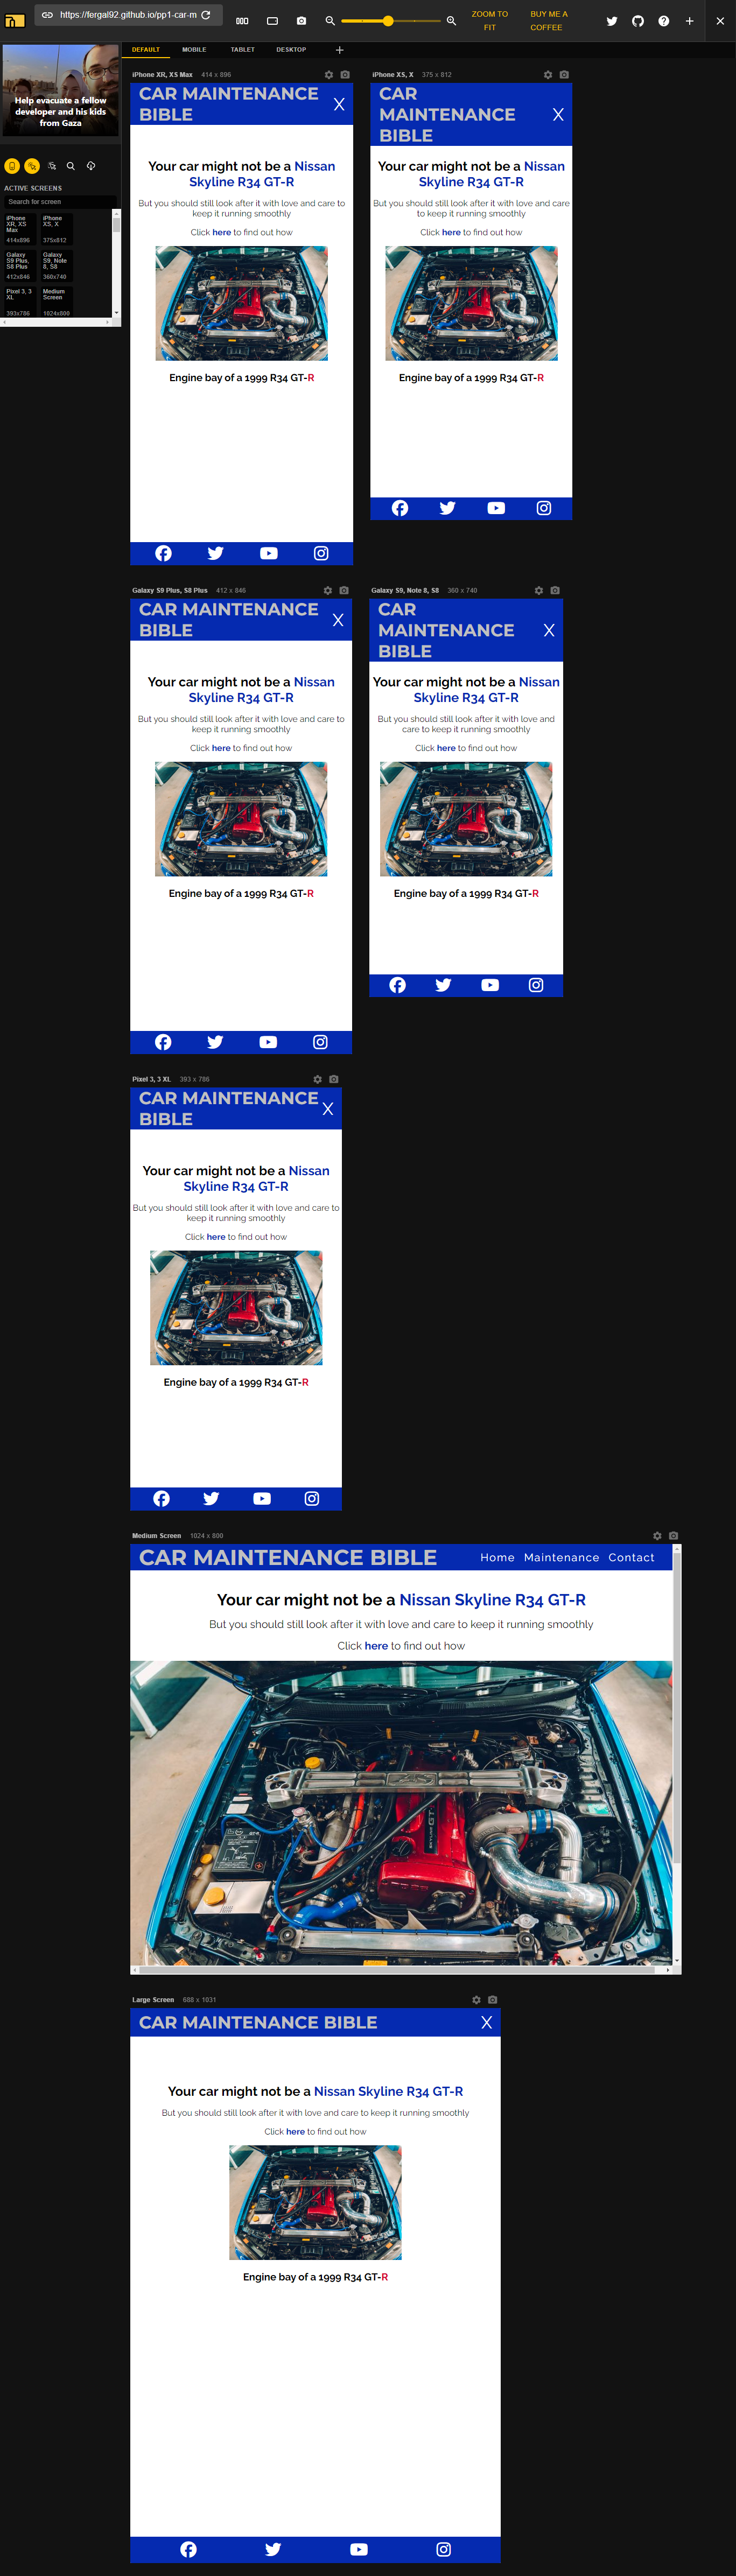 https://fergal92.github.io/pp1-car-m
ZOOM TO
FIT
BUY ME A
COFFEE
DEFAULT
MOBILE
TABLET
DESKTOP
Help evacuate a fellow
developer and his kids
from Gaza
ACTIVE SCREENS
Search for screen
iPhone
XR, XS
Max
414x896
iPhone
XS, X
375x812
Galaxy
S9 Plus,
S8 Plus
412x846
Galaxy
S9, Note
8, S8
360x740
Pixel 3, 3
XL
393x786
Medium
Screen
1024x800
iPhone XR, XS Max 414 x 896
CAR MAINTENANCE
BIBLE
X
Your car might not be a Nissan
Skyline R34 GT-R
But you should still look after it with love and care to
keep it running smoothly
Click here to find out how
Engine bay of a 1999 R34 GT-R
iPhone XS, X 375 x 812
CAR
MAINTENANCE
BIBLE
X
Your car might not be a Nissan
Skyline R34 GT-R
But you should still look after it with love and care
to keep it running smoothly
Click here to find out how
Engine bay of a 1999 R34 GT-R
Galaxy S9 Plus, S8 Plus 412 x 846
CAR MAINTENANCE
BIBLE
X
Your car might not be a Nissan
Skyline R34 GT-R
But you should still look after it with love and care to
keep it running smoothly
Click here to find out how
Engine bay of a 1999 R34 GT-R
Galaxy S9, Note 8, S8 360 x 740
CAR
MAINTENANCE
BIBLE
X
Your car might not be a Nissan
Skyline R34 GT-R
But you should still look after it with love and
care to keep it running smoothly
Click here to find out how
Engine bay of a 1999 R34 GT-R
Pixel 3, 3 XL 393 x 786
CAR MAINTENANCE
BIBLE
X
Your car might not be a Nissan
Skyline R34 GT-R
But you should still look after it with love and care to
keep it running smoothly
Click here to find out how
Engine bay of a 1999 R34 GT-R
Medium Screen 1024 x 800
CAR MAINTENANCE BIBLE
Home Maintenance Contact
Your car might not be a Nissan Skyline R34 GT-R
But you should still look after it with love and care to keep it running smoothly
Click here to find out how
Large Screen 688 x 1031
CAR MAINTENANCE BIBLE
X
Your car might not be a Nissan Skyline R34 GT-R
But you should still look after it with love and care to keep it running smoothly
Click here to find out how
Engine bay of a 1999 R34 GT-R